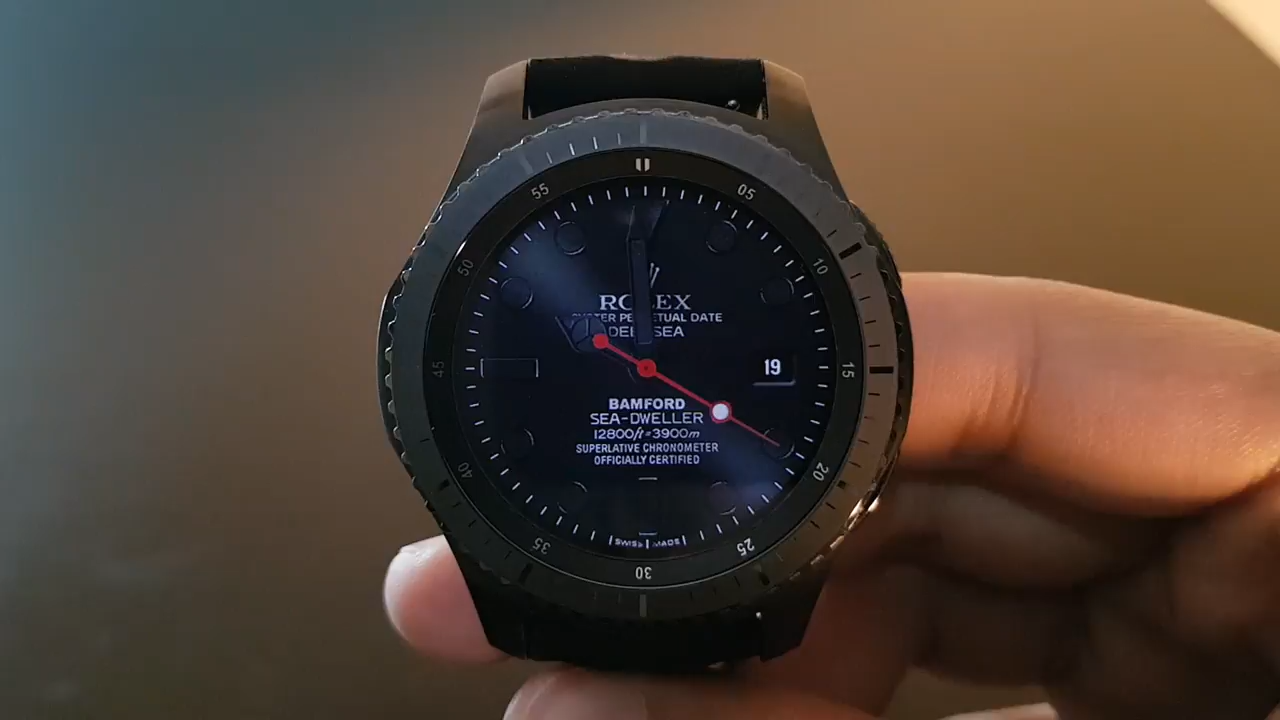 55
05
50
10
ROLEX
OYSTER PERPETUAL DATE
DEEPSEA
45
19
15
BAMFORD
SEA-DWELLER
12800ft=3900m
SUPERLATIVE CHRONOMETER
OFFICIALLY CERTIFIED
40
20
SWISS MADE
35
25
30